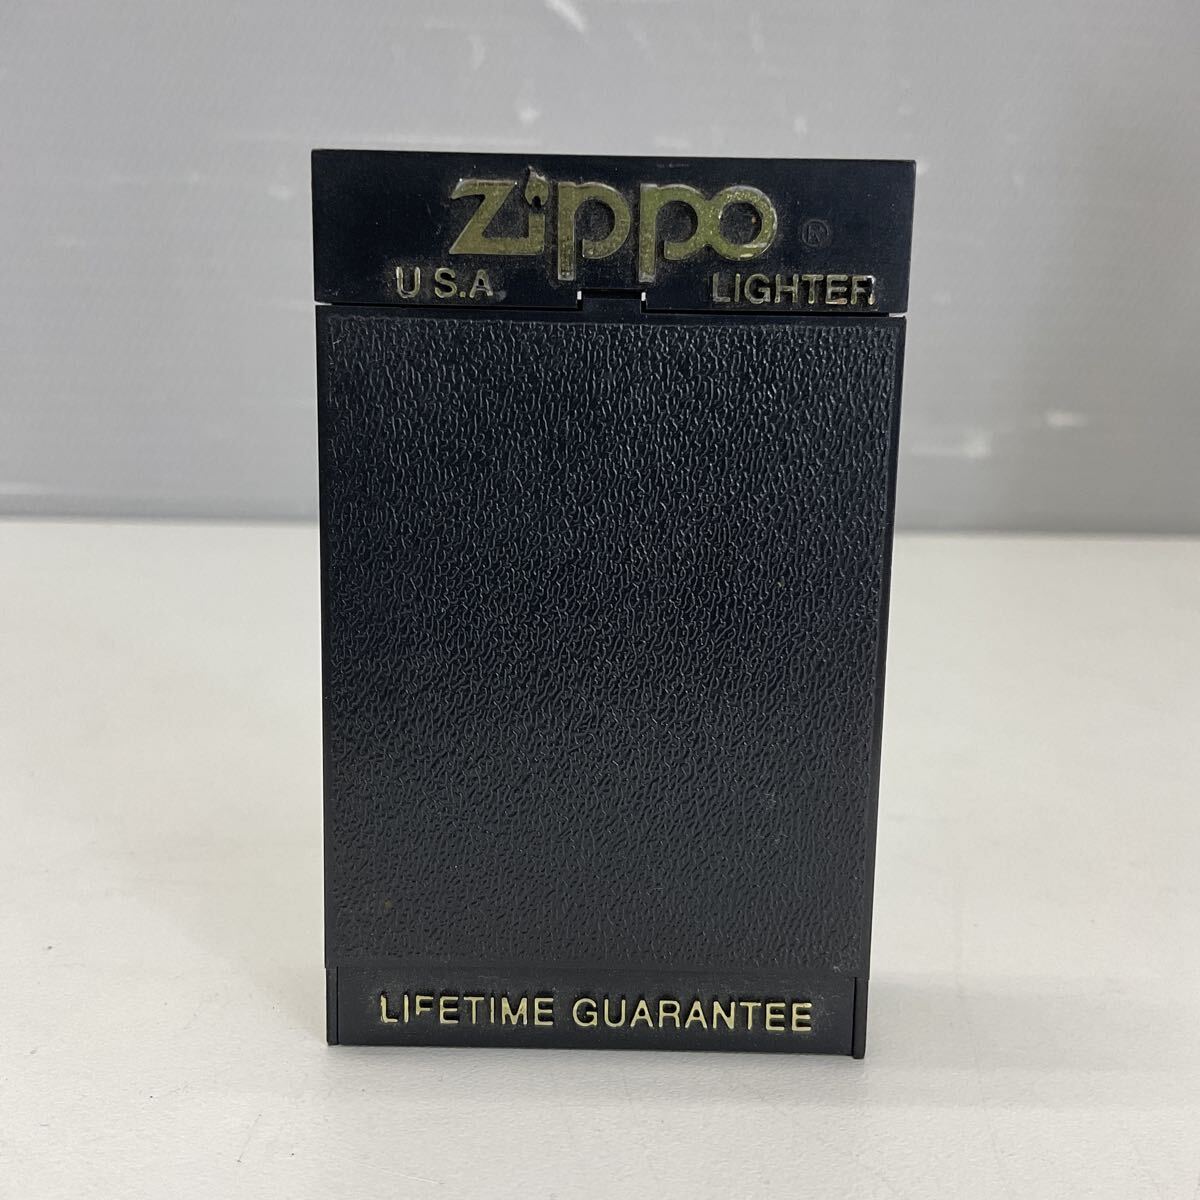 Zippo ®
U.S.A. LIGHTER
LIFETIME GUARANTEE